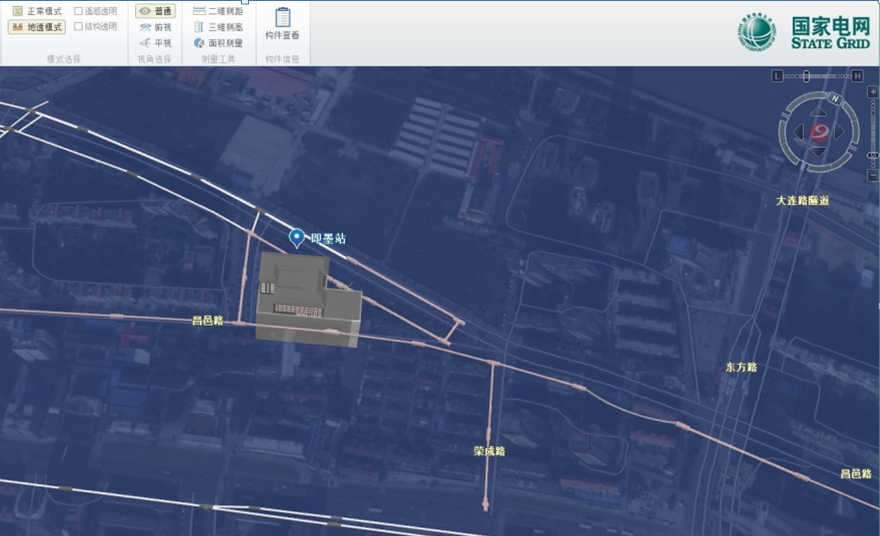 正常模式 遥感透明
地透模式 结构透明
模式选择
普通
俯视
平视
视角选择
二维测距
三维测高
面积测量
测量工具
构件查看
构件信息
国家电网
STATE GRID
L H
N
大连路隧道
即墨站
昌邑路
东方路
荣成路
昌邑路